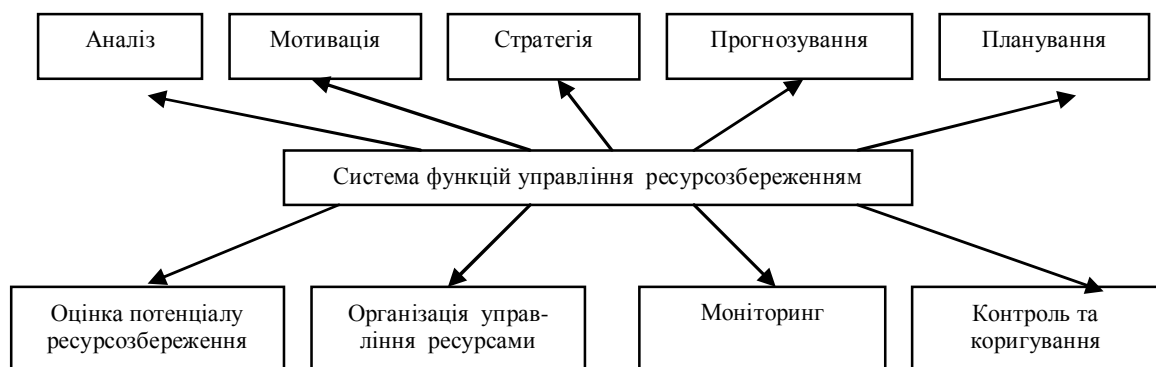 Аналіз
Мотивація
Стратегія
Прогнозування
Планування
Система функцій управління ресурсозбереженням
Оцінка потенціалу
ресурсозбереження
Організація управ-
ління ресурсами
Моніторинг
Контроль та
коригування